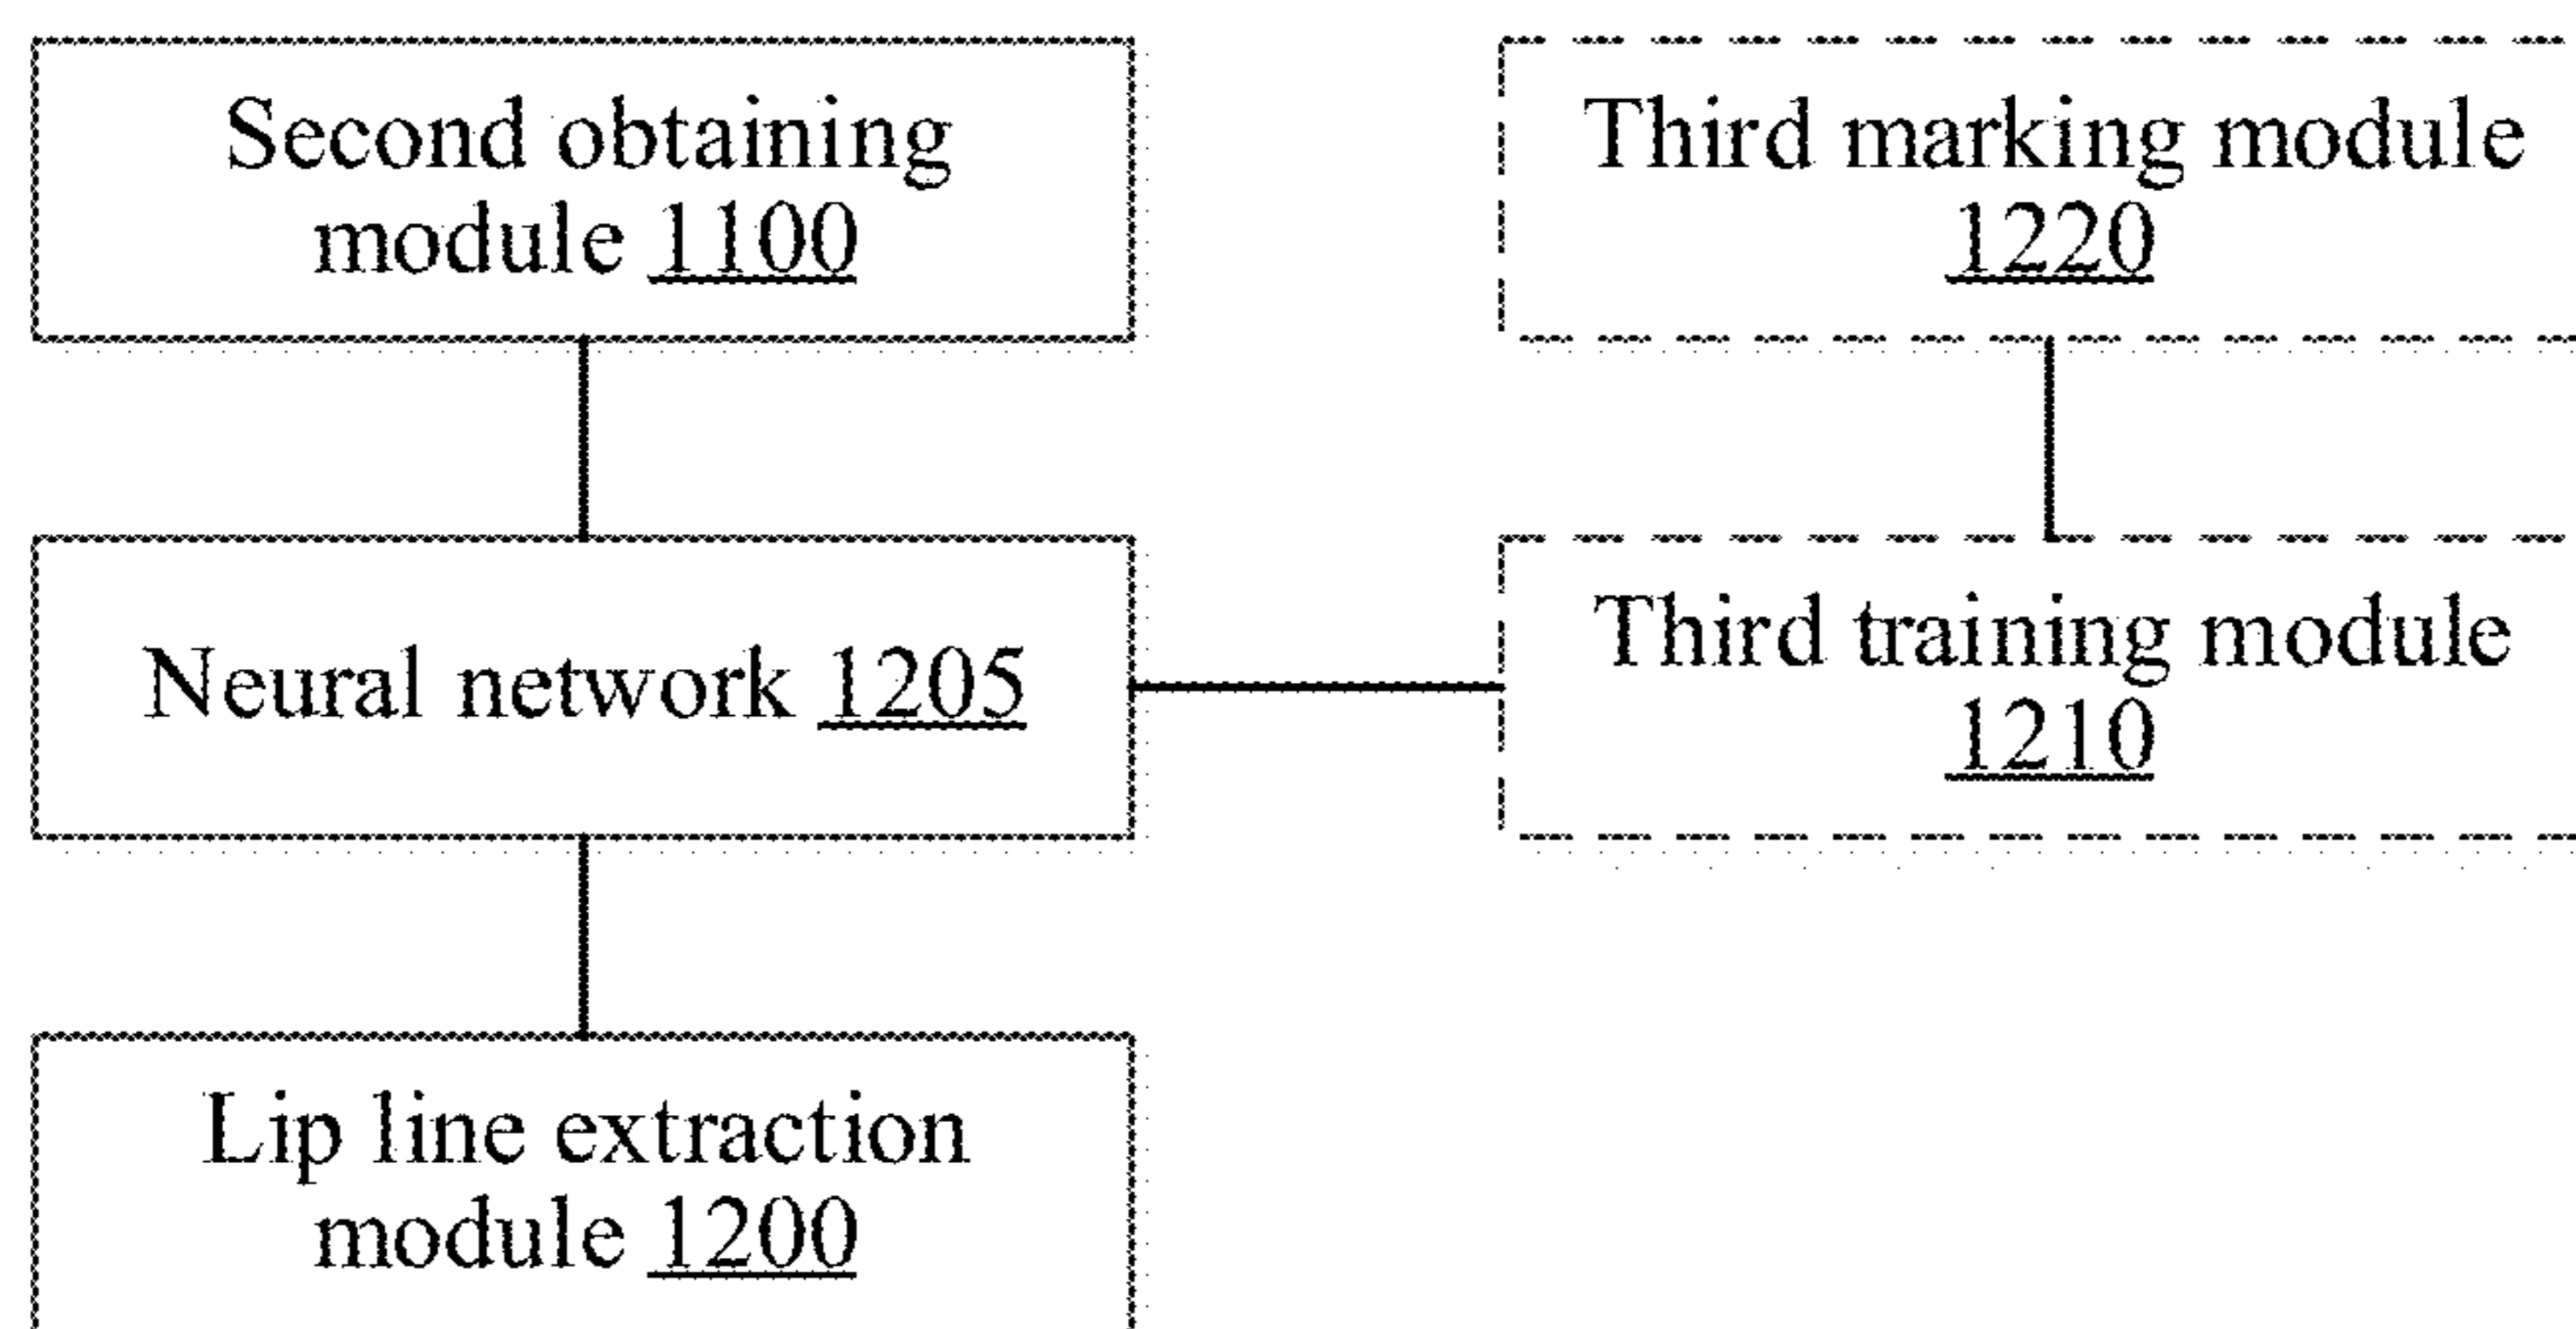 Second obtaining
module 1100
Third marking module
1220
Neural network 1205
Third training module
1210
Lip line extraction
module 1200